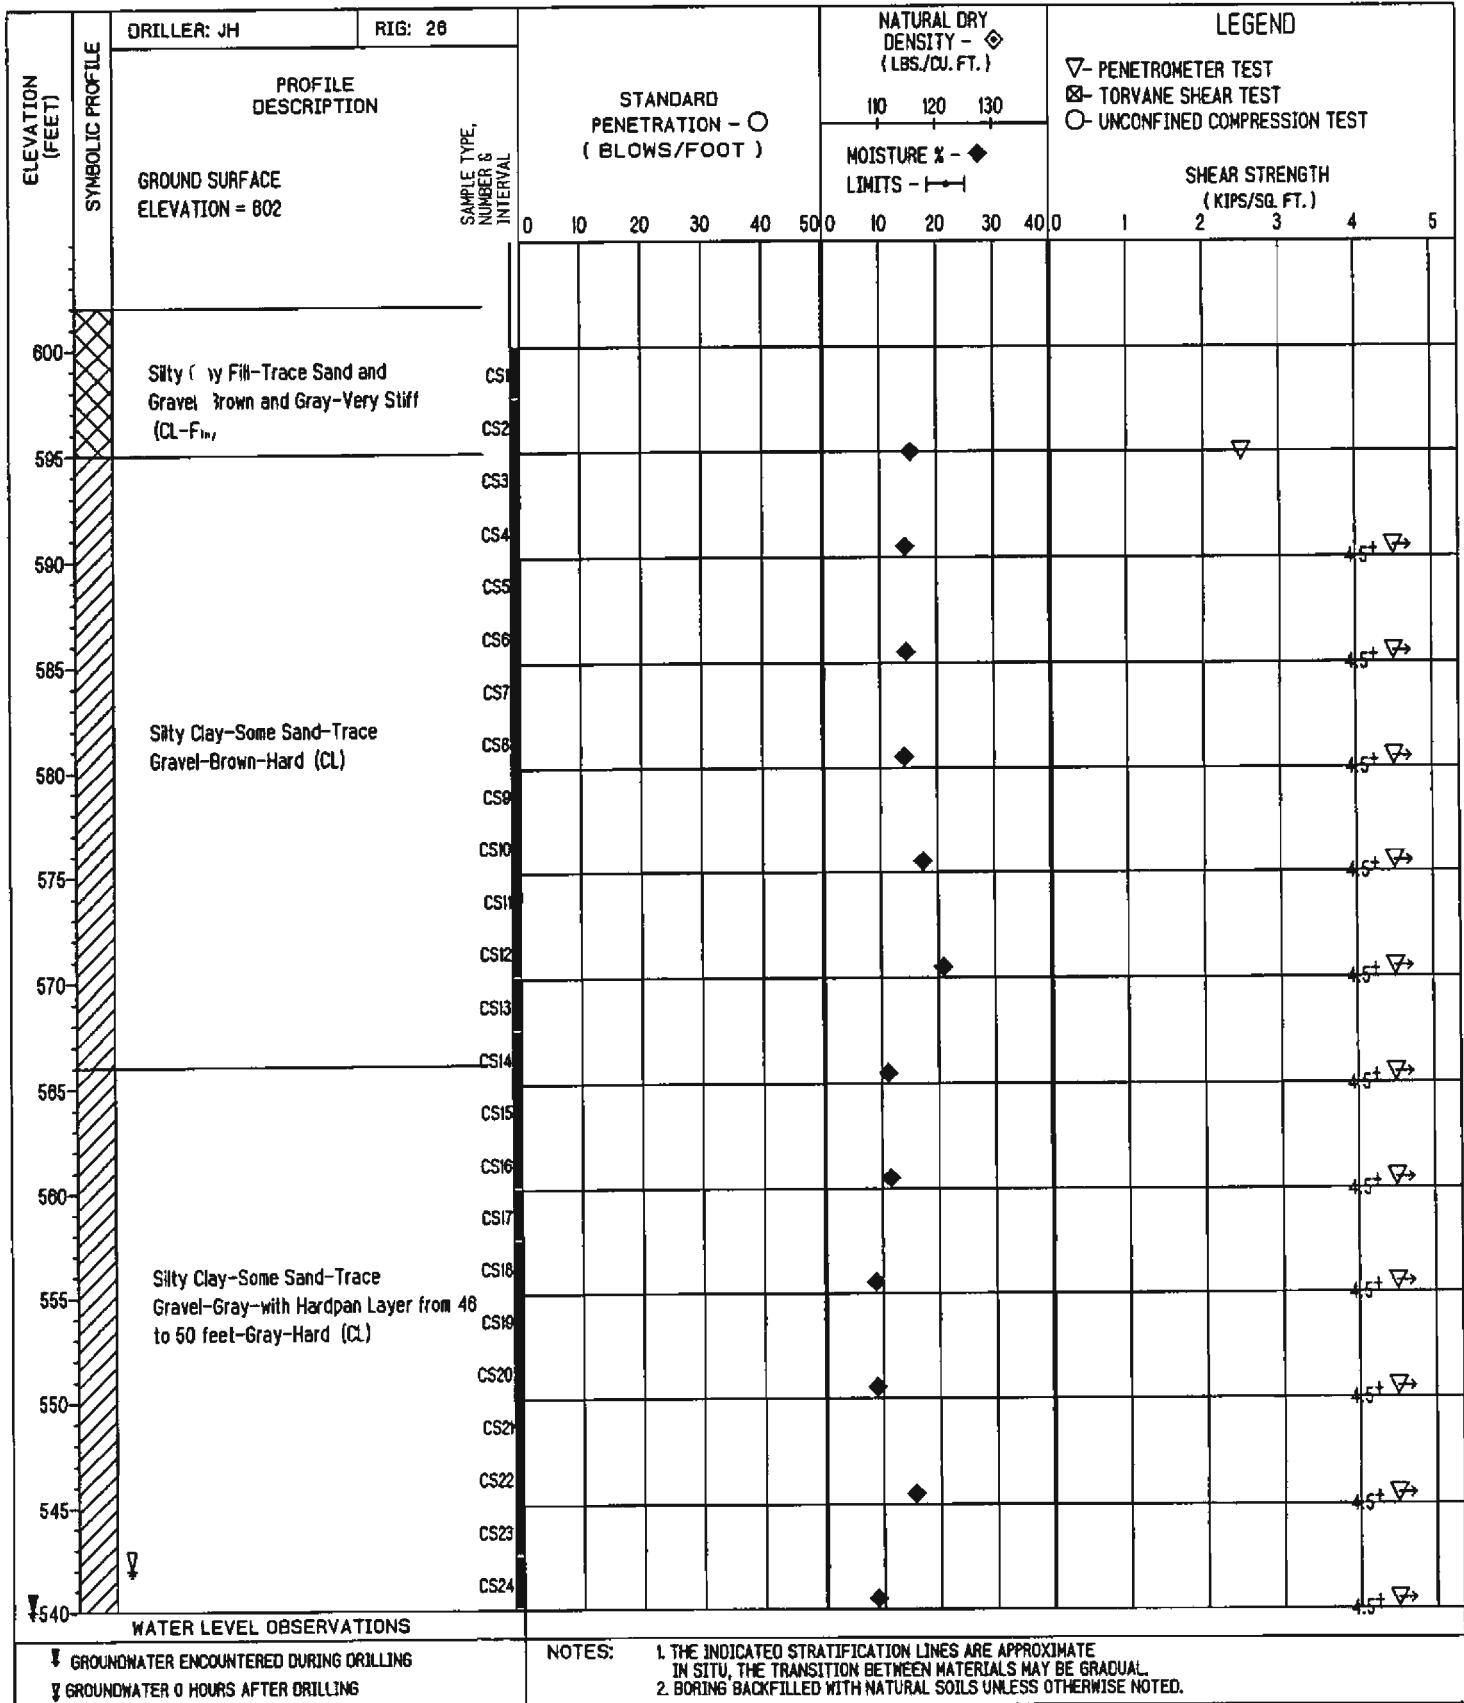 DRILLER: JH
RIG: 26
ELEVATION
(FEET)
SYMBOLIC PROFILE
PROFILE
DESCRIPTION
GROUND SURFACE
ELEVATION = 602
SAMPLE TYPE,
NUMBER &
INTERVAL
STANDARD
PENETRATION - O
( BLOWS/FOOT )
0 10 20 30 40 50
NATURAL DRY
DENSITY -
( LBS./CU. FT. )
110 120 130
MOISTURE % - ◆
LIMITS -
0 10 20 30 40
LEGEND
▽- PENETROMETER TEST
⊠- TORVANE SHEAR TEST
O- UNCONFINED COMPRESSION TEST
SHEAR STRENGTH
( KIPS/SQ. FT. )
0 1 2 3 4 5
600
Silty Fill-Trace Sand and
Gravel Brown and Gray-Very Stiff
CS1
CS2
595
CS3
CS4
4.5+
590
CS5
CS6
4.5+
585
CS7
Silty Clay-Some Sand-Trace
Gravel-Brown-Hard (CL)
CS8
4.5+
580
CS9
CS10
4.5+
575
CS11
CS12
4.5+
570
CS13
CS14
4.5+
565
CS15
CS16
4.5+
560
CS17
CS18
4.5+
Silty Clay-Some Sand-Trace
Gravel-Gray-with Hardpan Layer from 46
to 50 feet-Gray-Hard (CL)
555
CS19
CS20
4.5+
550
CS21
CS22
4.5+
545
CS23
CS24
4.5+
540
WATER LEVEL OBSERVATIONS
GROUNDWATER ENCOUNTERED DURING DRILLING
GROUNDWATER 0 HOURS AFTER DRILLING
NOTES: 1. THE INDICATED STRATIFICATION LINES ARE APPROXIMATE
IN SITU, THE TRANSITION BETWEEN MATERIALS MAY BE GRADUAL.
2. BORING BACKFILLED WITH NATURAL SOILS UNLESS OTHERWISE NOTED.